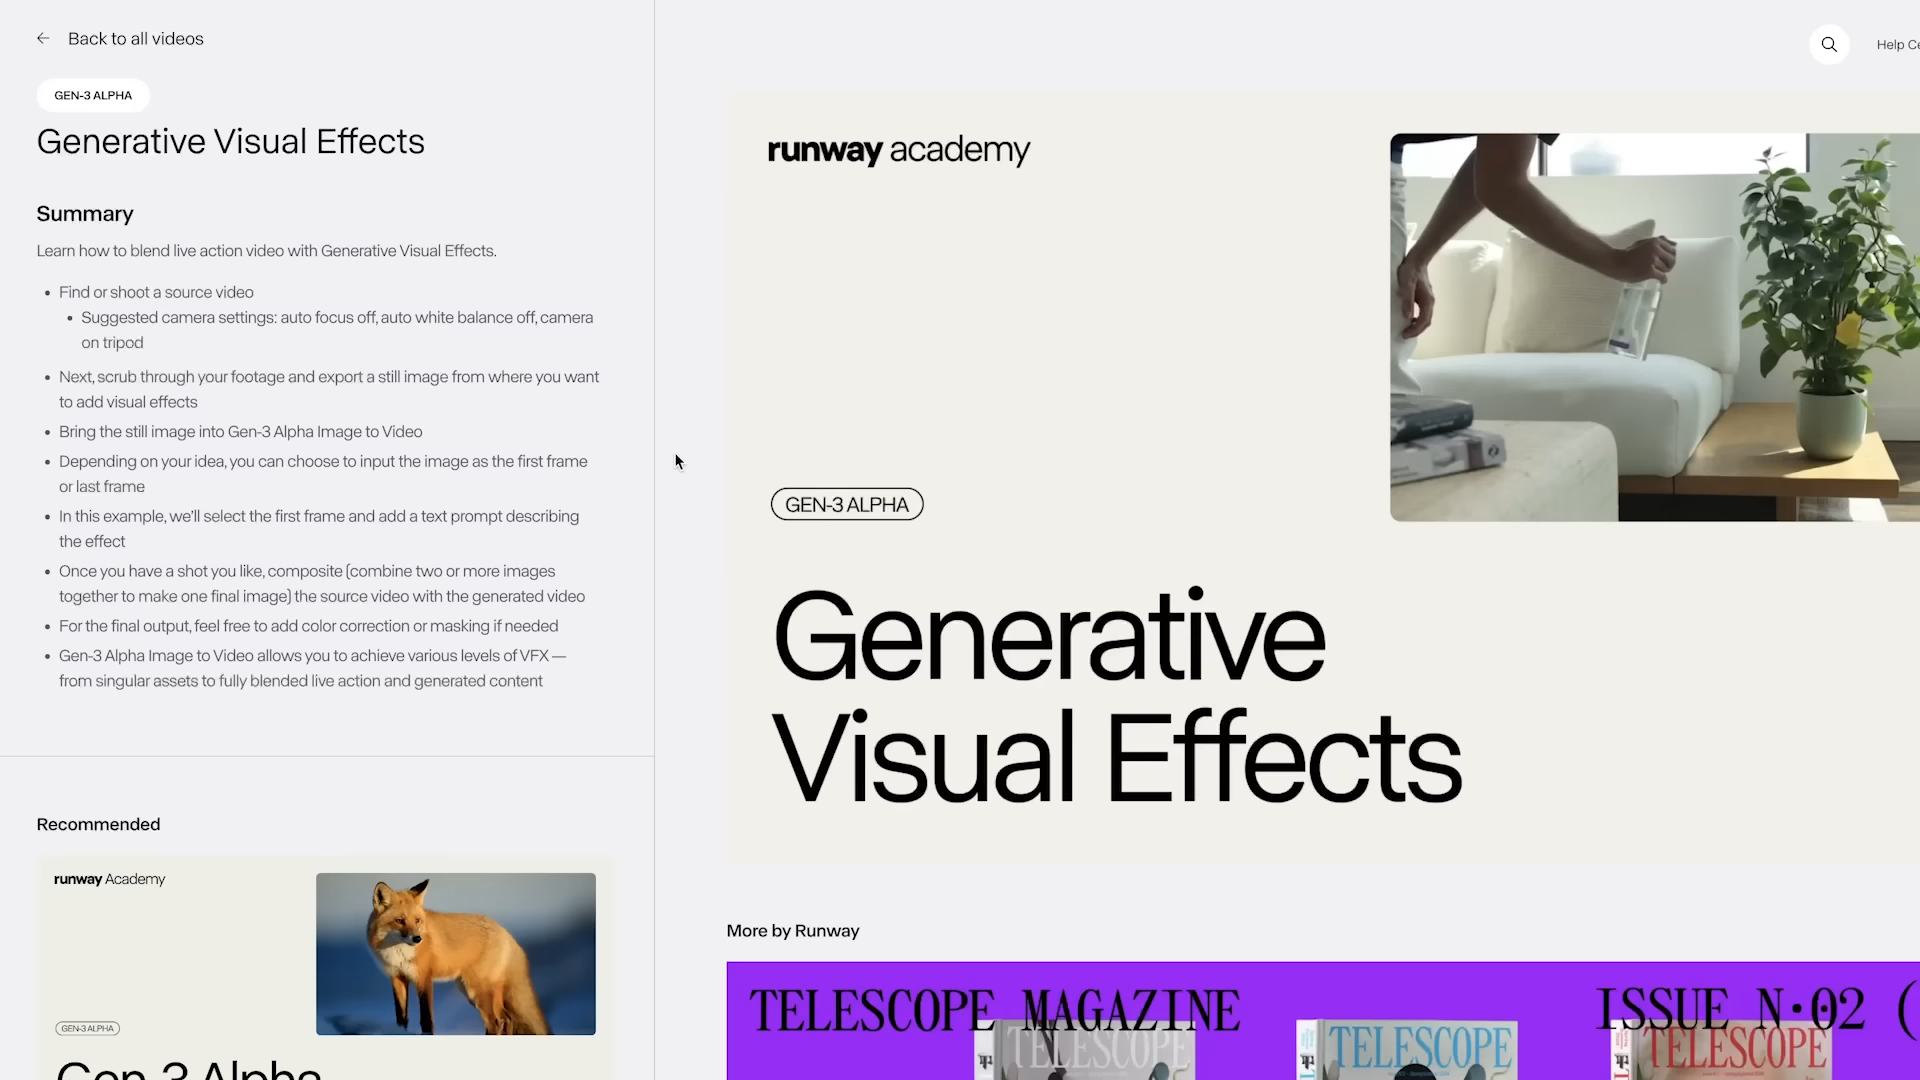 Back to all videos
GEN-3 ALPHA
Generative Visual Effects
Summary
Learn how to blend live action video with Generative Visual Effects.
Find or shoot a source video
Suggested camera settings: auto focus off, auto white balance off, camera
on tripod
Next, scrub through your footage and export a still image from where you want
to add visual effects
Bring the still image into Gen-3 Alpha Image to Video
Depending on your idea, you can choose to input the image as the first frame
or last frame
In this example, we'll select the first frame and add a text prompt describing
the effect
Once you have a shot you like, composite (combine two or more images
together to make one final image) the source video with the generated video
For the final output, feel free to add color correction or masking if needed
Gen-3 Alpha Image to Video allows you to achieve various levels of VFX —
from singular assets to fully blended live action and generated content
Recommended
runway Academy
GEN-3 ALPHA
Gen-3 Alpha
Help
runway academy
GEN-3 ALPHA
Generative
Visual Effects
More by Runway
TELESCOPE MAGAZINE
ISSUE N·02 (
TELESCOPE
TELESCOPE
TELESCOPE